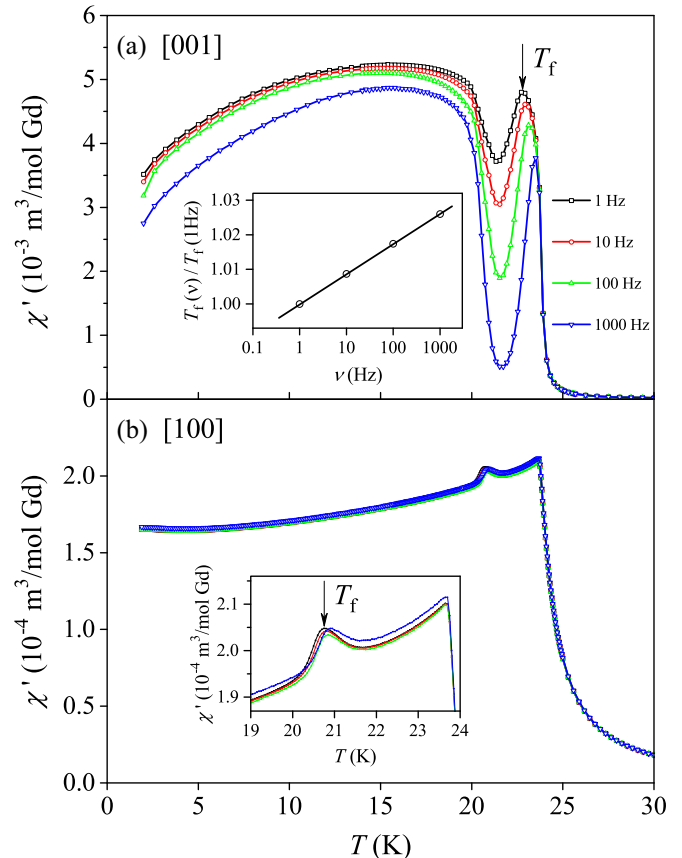 (a) [001]
T_f
6
5
4
3
2
1
0
χ ' (10⁻³ m³/mol Gd)
1 Hz
10 Hz
100 Hz
1000 Hz
T_f (ν) / T_f (1Hz)
1.03
1.02
1.01
1.00
0.1 1 10 100 1000
ν (Hz)
(b) [100]
2.0
1.5
1.0
0.5
0.0
χ ' (10⁻⁴ m³/mol Gd)
T_f
χ ' (10⁻⁴ m³/mol Gd)
2.1
2.0
1.9
19 20 21 22 23 24
T (K)
0 5 10 15 20 25 30
T (K)